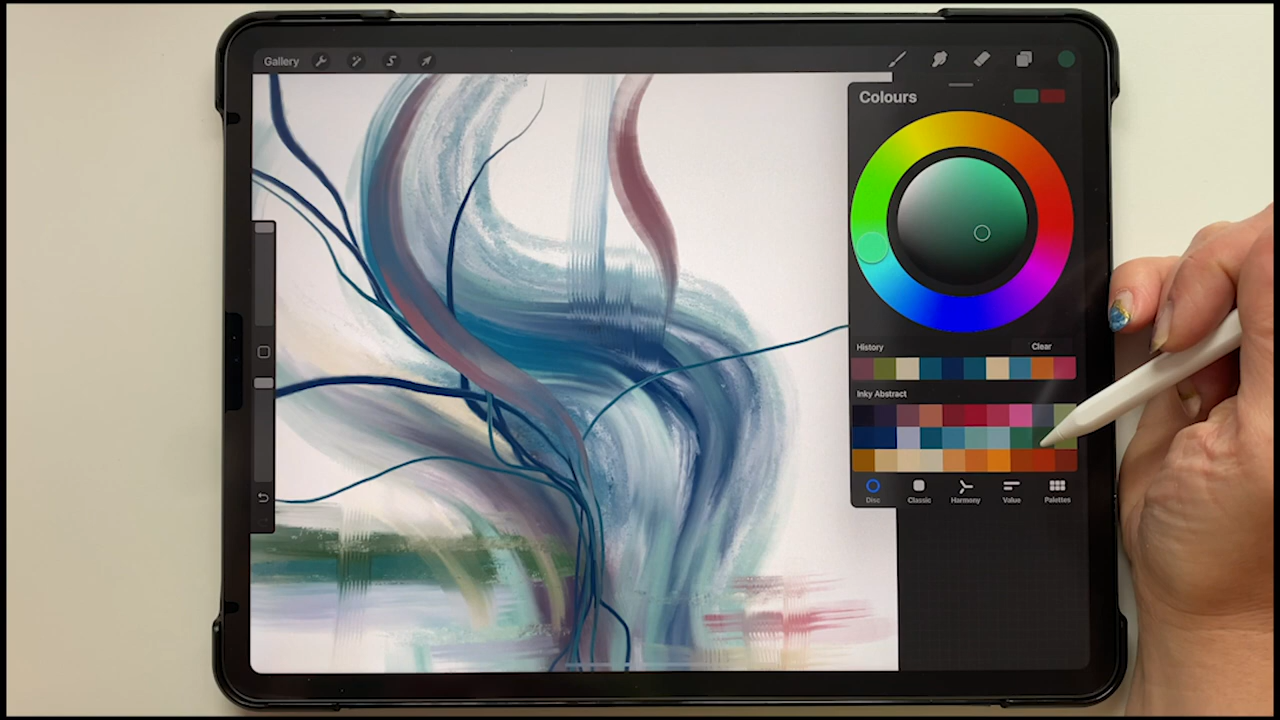 Gallery
Colours
History
Clear
Inky Abstract
Disc
Classic
Harmony
Value
Palettes